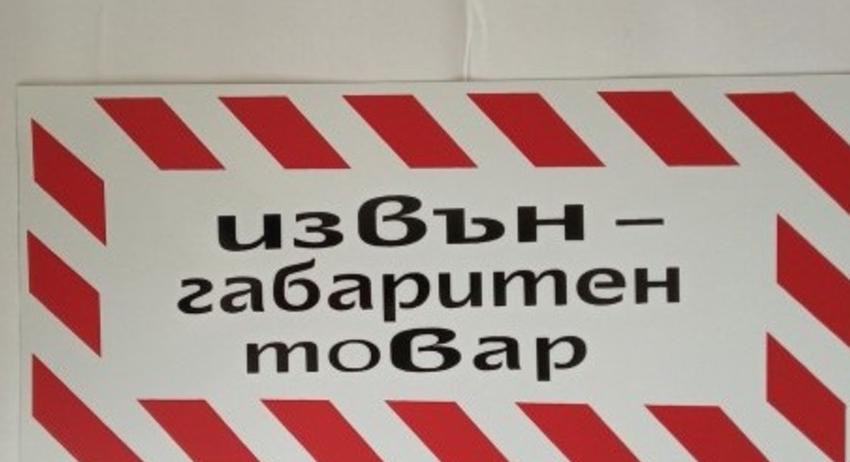 извън –
габаритен
товар